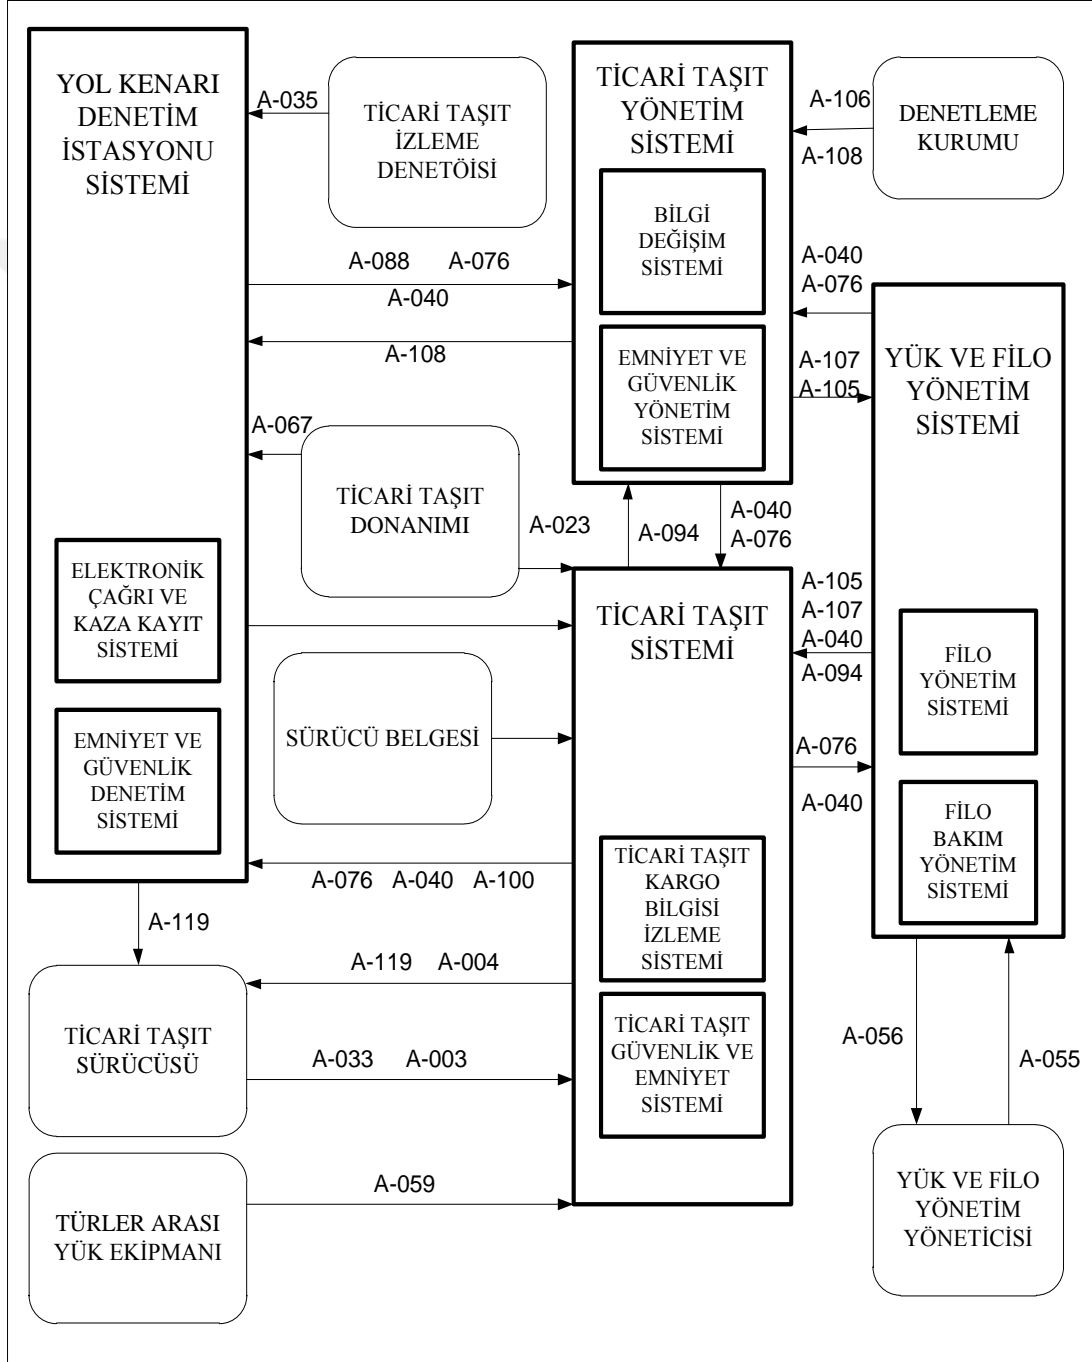 YOL KENARI
DENETİM
İSTASYONU
SİSTEMİ
A-035
TİCARİ TAŞIT
İZLEME
DENETÖİSİ
TİCARİ TAŞIT
YÖNETİM
SİSTEMİ
A-106
A-108
DENETLEME
KURUMU
BİLGİ
DEĞİŞİM
SİSTEMİ
A-088 A-076
A-040
A-108
A-040
A-076
EMNİYET VE
GÜVENLİK
YÖNETİM
SİSTEMİ
A-107
A-105
YÜK VE FİLO
YÖNETİM
SİSTEMİ
A-067
TİCARİ TAŞIT
DONANIMI
A-023
A-094
A-040
A-076
ELEKTRONİK
ÇAĞRI VE
KAZA KAYIT
SİSTEMİ
TİCARİ TAŞIT
SİSTEMİ
A-105
A-107
A-040
A-094
FİLO
YÖNETİM
SİSTEMİ
EMNİYET VE
GÜVENLİK
DENETİM
SİSTEMİ
SÜRÜCÜ BELGESİ
A-076
A-040
FİLO
BAKIM
YÖNETİM
SİSTEMİ
A-076 A-040 A-100
TİCARİ TAŞIT
KARGO
BİLGİSİ
İZLEME
SİSTEMİ
A-119
A-119 A-004
TİCARİ TAŞIT
SÜRÜCÜSÜ
A-033 A-003
TİCARİ TAŞIT
GÜVENLİK VE
EMNİYET
SİSTEMİ
A-056
A-055
A-059
TÜRLER ARASI
YÜK EKİPMANI
YÜK VE FİLO
YÖNETİM
YÖNETİCİSİ